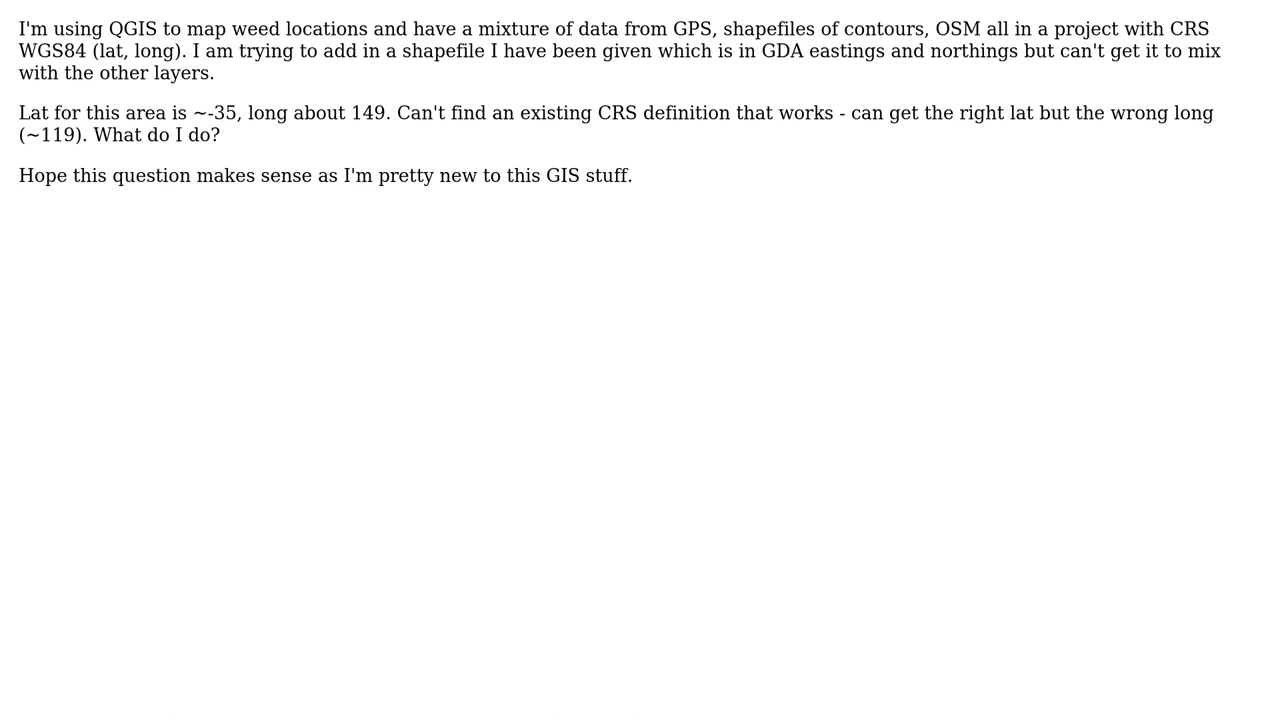 I'm using QGIS to map weed locations and have a mixture of data from GPS, shapefiles of contours, OSM all in a project with CRS
WGS84 (lat, long). I am trying to add in a shapefile I have been given which is in GDA eastings and northings but can't get it to mix
with the other layers.
Lat for this area is ~-35, long about 149. Can't find an existing CRS definition that works - can get the right lat but the wrong long
(~119). What do I do?
Hope this question makes sense as I'm pretty new to this GIS stuff.